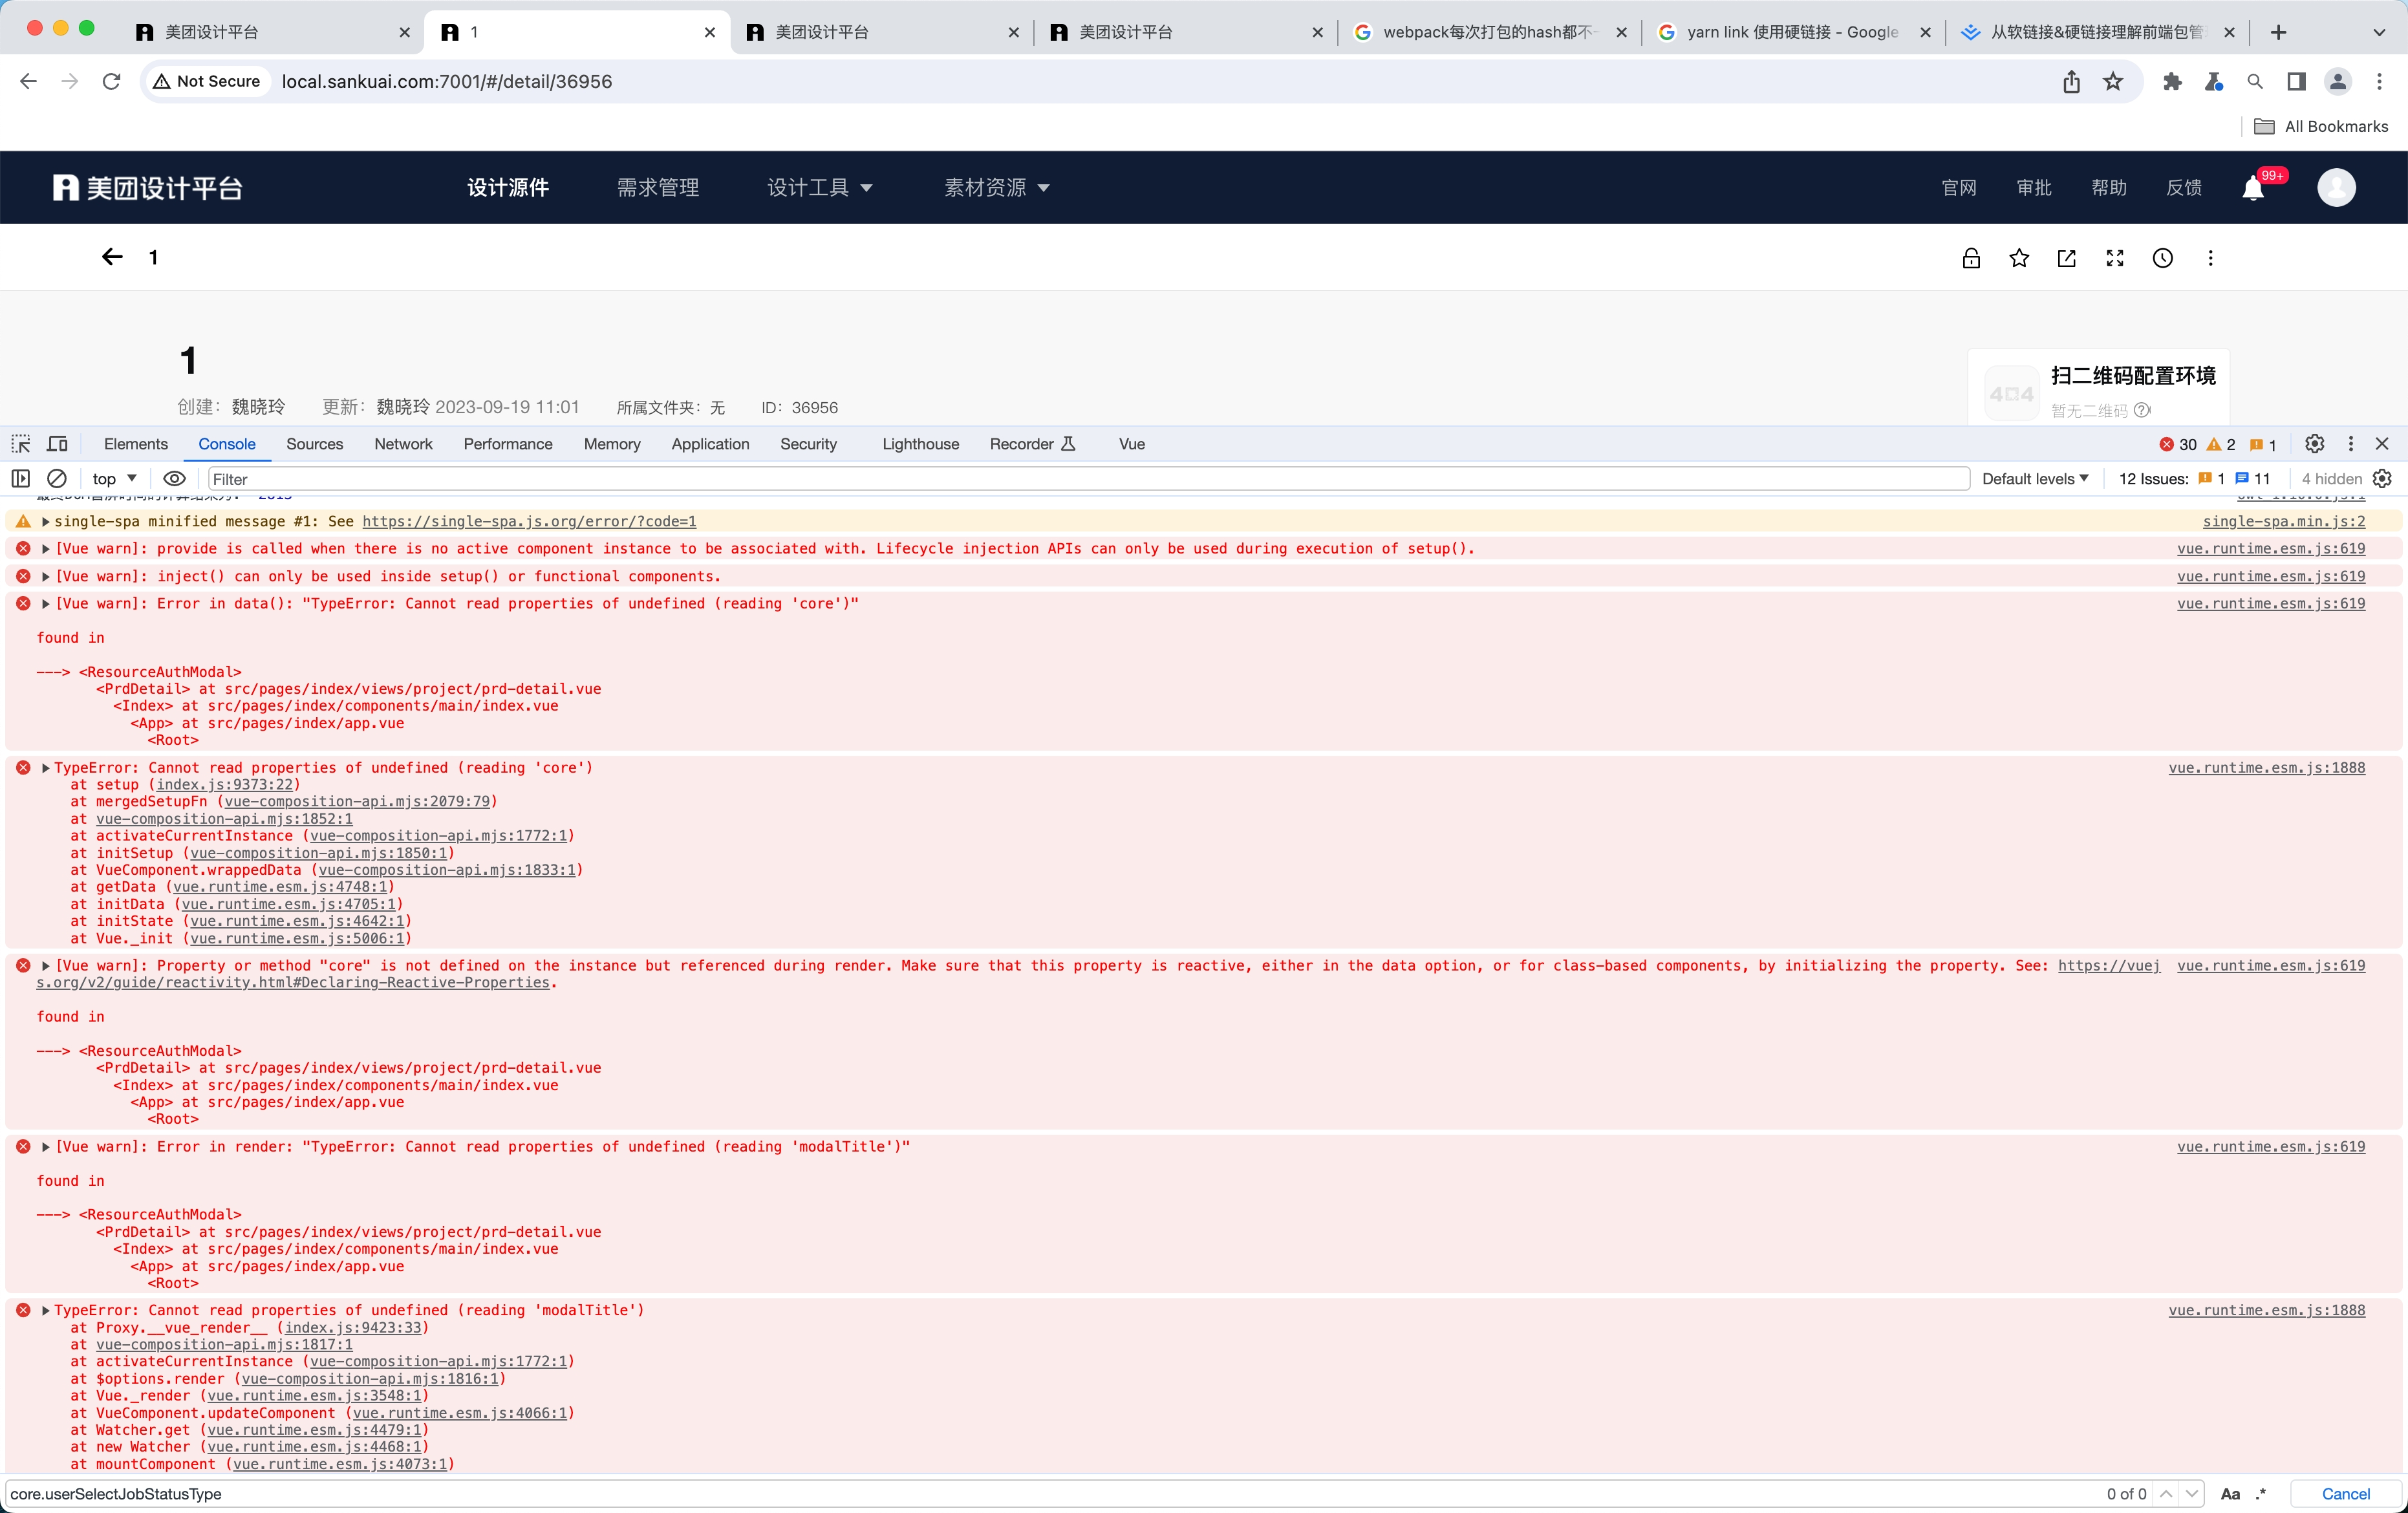 美团设计平台
1
美团设计平台
美团设计平台
webpack每次打包的hash都不一
yarn link 使用硬链接 - Google
从软链接&硬链接理解前端包管
Not Secure
local.sankuai.com:7001/#/detail/36956
All Bookmarks
美团设计平台
设计源件
需求管理
设计工具
素材资源
官网
审批
帮助
反馈
99+
1
1
创建： 魏晓玲 更新： 魏晓玲 2023-09-19 11:01 所属文件夹：无 ID：36956
404
扫二维码配置环境
暂无二维码
Elements Console Sources Network Performance Memory Application Security Lighthouse Recorder Vue
30 2 1
top Filter Default levels 12 Issues: 1 11 4 hidden
single-spa minified message #1: See https://single-spa.js.org/error/?code=1 single-spa.min.js:2
[Vue warn]: provide is called when there is no active component instance to be associated with. Lifecycle injection APIs can only be used during execution of setup(). vue.runtime.esm.js:619
[Vue warn]: inject() can only be used inside setup() or functional components. vue.runtime.esm.js:619
[Vue warn]: Error in data(): "TypeError: Cannot read properties of undefined (reading 'core')" vue.runtime.esm.js:619
found in
---> <ResourceAuthModal>
<PrdDetail> at src/pages/index/views/project/prd-detail.vue
<Index> at src/pages/index/components/main/index.vue
<App> at src/pages/index/app.vue
<Root>
TypeError: Cannot read properties of undefined (reading 'core') vue.runtime.esm.js:1888
at setup (index.js:9373:22)
at mergedSetupFn (vue-composition-api.mjs:2079:79)
at vue-composition-api.mjs:1852:1
at activateCurrentInstance (vue-composition-api.mjs:1772:1)
at initSetup (vue-composition-api.mjs:1850:1)
at VueComponent.wrappedData (vue-composition-api.mjs:1833:1)
at getData (vue.runtime.esm.js:4748:1)
at initData (vue.runtime.esm.js:4705:1)
at initState (vue.runtime.esm.js:4642:1)
at Vue._init (vue.runtime.esm.js:5006:1)
[Vue warn]: Property or method "core" is not defined on the instance but referenced during render. Make sure that this property is reactive, either in the data option, or for class-based components, by initializing the property. See: https://vuej vue.runtime.esm.js:619
s.org/v2/guide/reactivity.html#Declaring-Reactive-Properties.
found in
---> <ResourceAuthModal>
<PrdDetail> at src/pages/index/views/project/prd-detail.vue
<Index> at src/pages/index/components/main/index.vue
<App> at src/pages/index/app.vue
<Root>
[Vue warn]: Error in render: "TypeError: Cannot read properties of undefined (reading 'modalTitle')" vue.runtime.esm.js:619
found in
---> <ResourceAuthModal>
<PrdDetail> at src/pages/index/views/project/prd-detail.vue
<Index> at src/pages/index/components/main/index.vue
<App> at src/pages/index/app.vue
<Root>
TypeError: Cannot read properties of undefined (reading 'modalTitle') vue.runtime.esm.js:1888
at Proxy.__vue_render__ (index.js:9423:33)
at vue-composition-api.mjs:1817:1
at activateCurrentInstance (vue-composition-api.mjs:1772:1)
at $options.render (vue-composition-api.mjs:1816:1)
at Vue._render (vue.runtime.esm.js:3548:1)
at VueComponent.updateComponent (vue.runtime.esm.js:4066:1)
at Watcher.get (vue.runtime.esm.js:4479:1)
at new Watcher (vue.runtime.esm.js:4468:1)
at mountComponent (vue.runtime.esm.js:4073:1)
core.userSelectJobStatusType 0 of 0 Aa .* Cancel